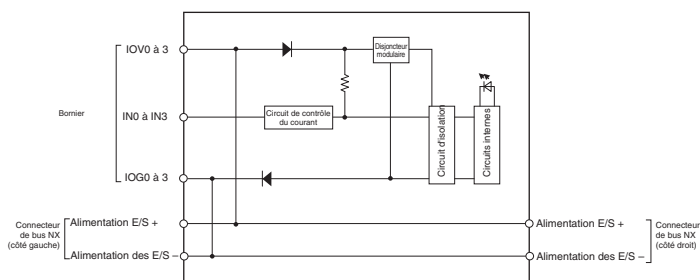 IOV0 à 3
Disjoncteur
modulaire
Bornier
IN0 à IN3
Circuit de contrôle
du courant
Circuit d'isolation
Circuits internes
IOG0 à 3
Connecteur
de bus NX
(côté gauche)
Alimentation E/S +
Alimentation des E/S –
Alimentation E/S +
Alimentation des E/S –
Connecteur
de bus NX
(côté droit)